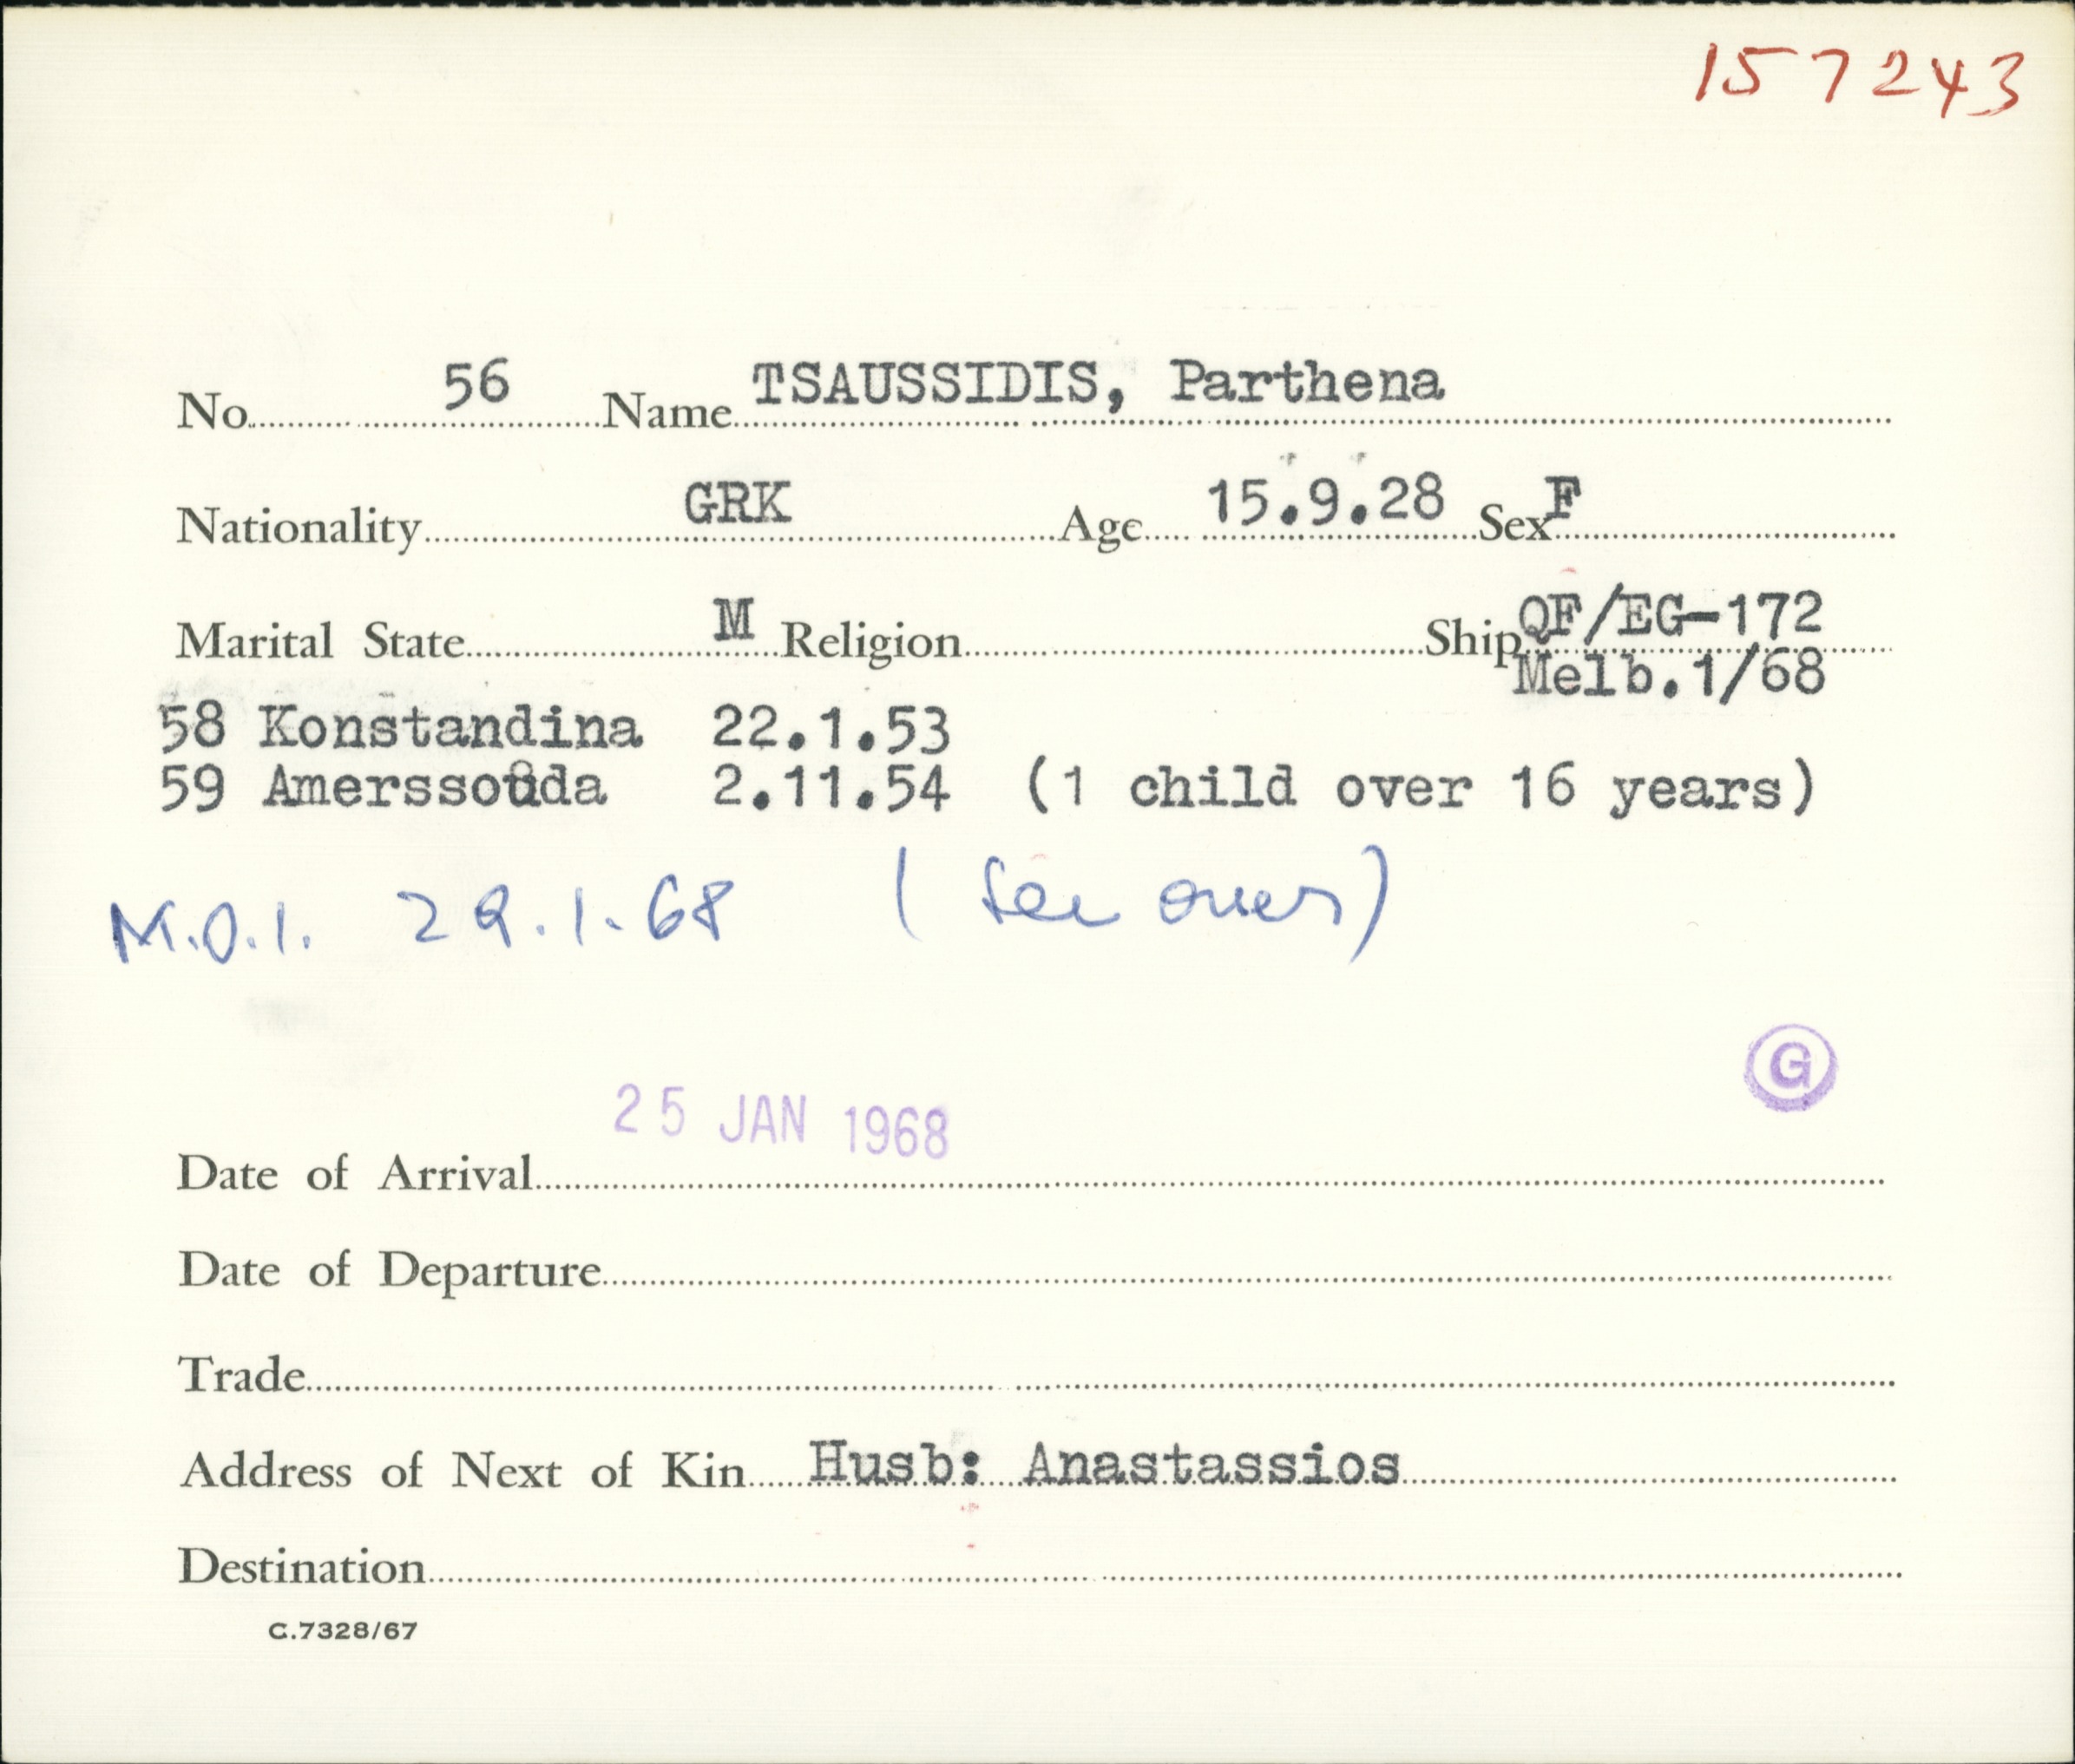 157243
No. 56 Name TSAUSSIDIS, Parthena
Nationality GRK Age 15.9.28 Sex F
Marital State M Religion Ship QF/EG-172
Melb.1/68
58 Konstandina 22.1.53
59 Amerssouda 2.11.54 (1 child over 16 years)
M.O.I. 29.1.68 (see over)
G
25 JAN 1968
Date of Arrival
Date of Departure
Trade
Address of Next of Kin Husb: Anastassios
Destination
C.7328/67